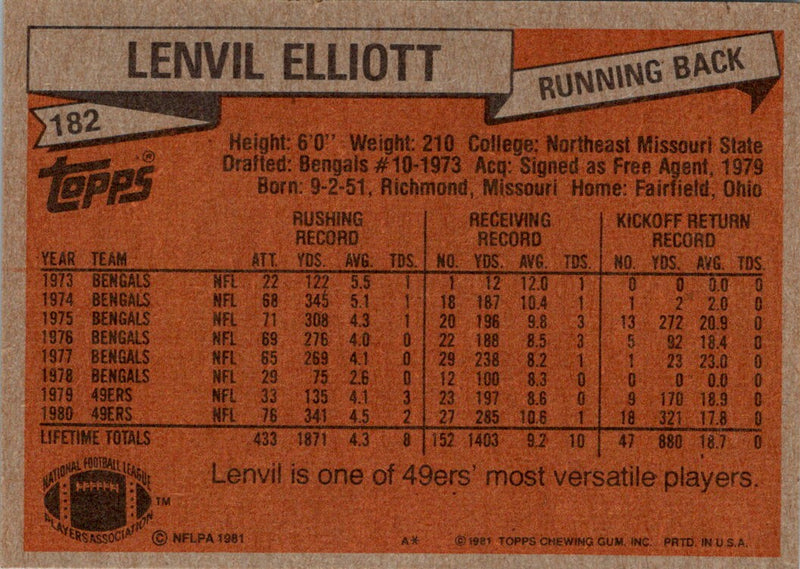 LENVIL ELLIOTT
RUNNING BACK
182
Height: 6'0" Weight: 210 College: Northeast Missouri State
TOPPS®
Drafted: Bengals #10-1973 Acq: Signed as Free Agent, 1979
Born: 9-2-51, Richmond, Missouri Home: Fairfield, Ohio
RUSHING RECORD RECEIVING RECORD KICKOFF RETURN RECORD
YEAR TEAM ATT. YDS. AVG. TDS. NO. YDS. AVG. TDS. NO. YDS. AVG. TDS.
1973 BENGALS NFL 22 122 5.5 1 1 12 12.0 1 0 0 0.0 0
1974 BENGALS NFL 68 345 5.1 1 18 187 10.4 1 1 2 2.0 0
1975 BENGALS NFL 71 308 4.3 1 20 196 9.8 3 13 272 20.9 0
1976 BENGALS NFL 69 276 4.0 0 22 188 8.5 3 5 92 18.4 0
1977 BENGALS NFL 65 269 4.1 0 29 238 8.2 1 1 23 23.0 0
1978 BENGALS NFL 29 75 2.6 0 12 100 8.3 0 0 0 0.0 0
1979 49ERS NFL 33 135 4.1 3 23 197 8.6 0 9 170 18.9 0
1980 49ERS NFL 76 341 4.5 2 27 285 10.6 1 18 321 17.8 0
LIFETIME TOTALS 433 1871 4.3 8 152 1403 9.2 10 47 880 18.7 0
Lenvil is one of 49ers' most versatile players.
NATIONAL FOOTBALL LEAGUE
PLAYERS ASSOCIATION
™
© NFLPA 1981
A* © 1981 TOPPS CHEWING GUM, INC. PRTD. IN U.S.A.